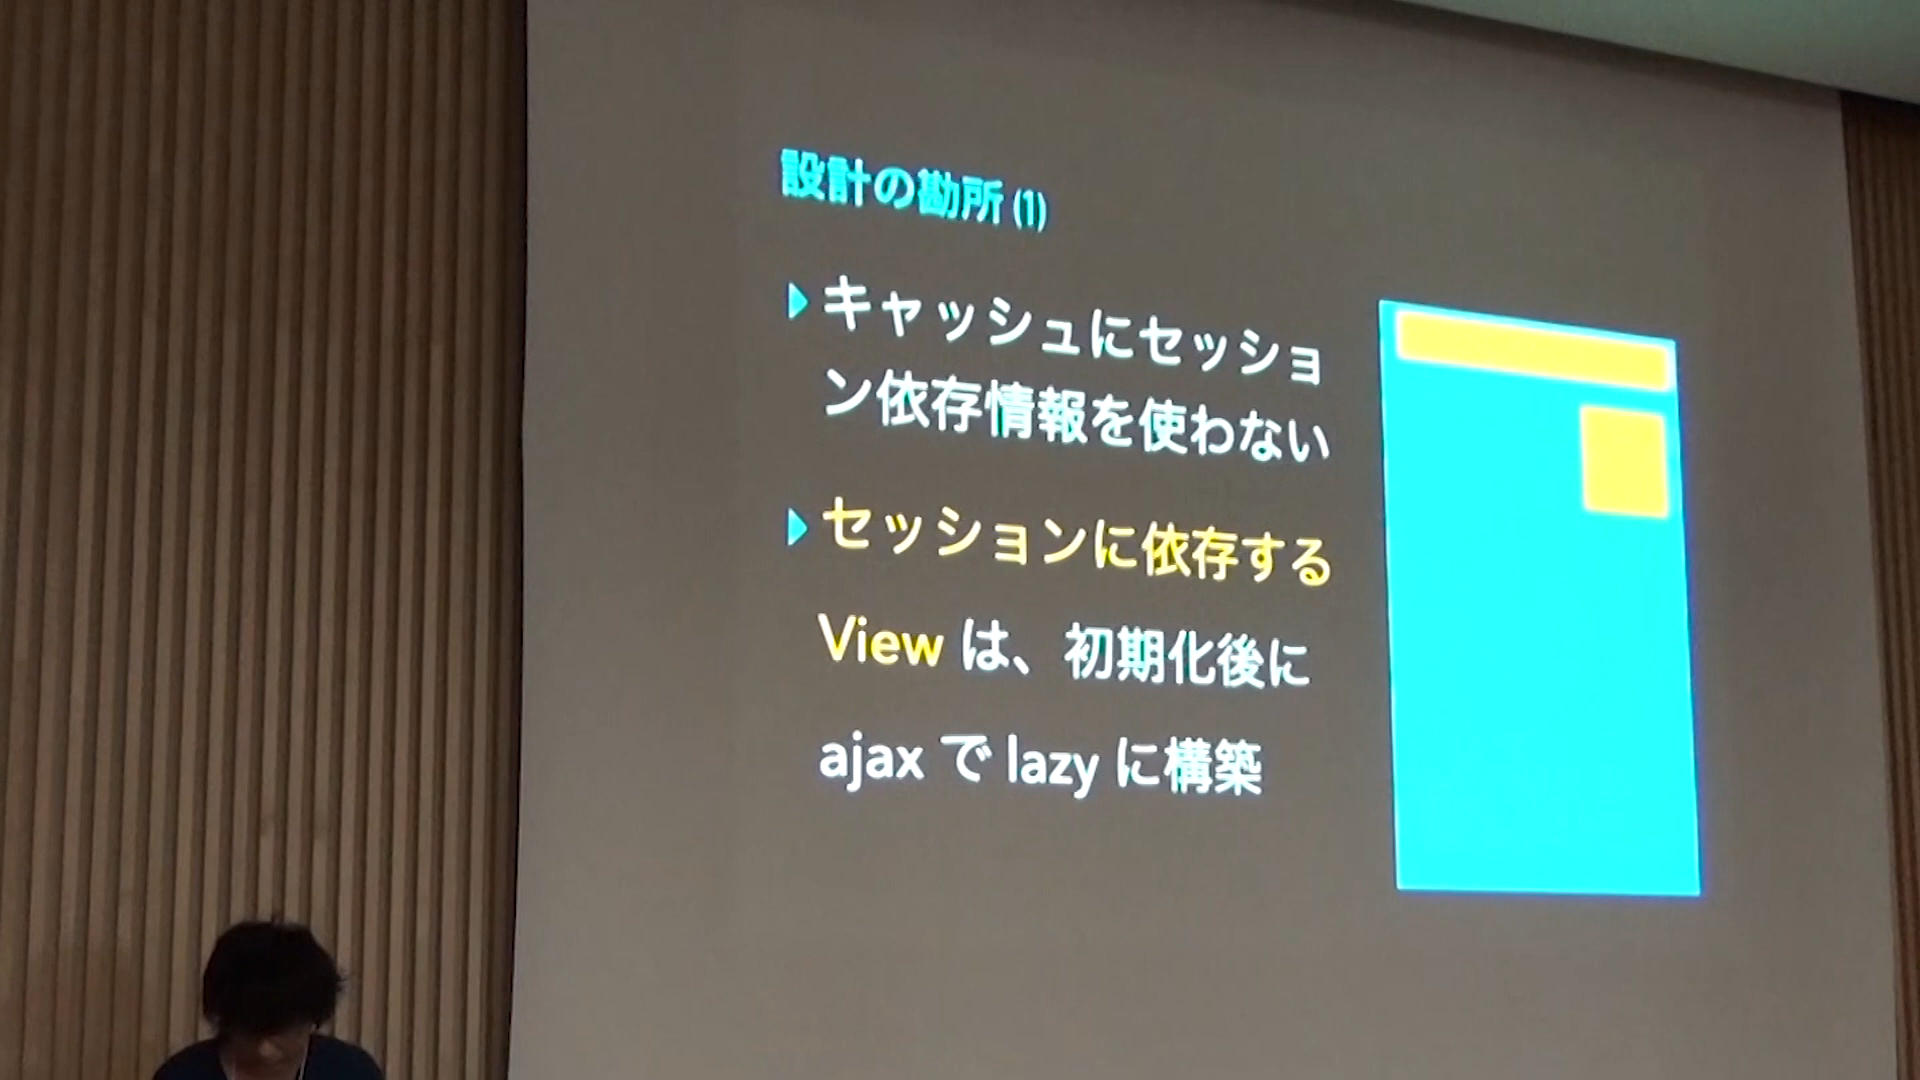 設計の勘所 (1)
キャッシュにセッショ
ン依存情報を使わない
セッションに依存する
View は、初期化後に
ajax で lazy に構築